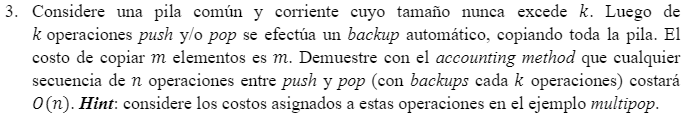 3. Considere una pila común y corriente cuyo tamaño nunca excede k. Luego de
k operaciones push y/o pop se efectúa un backup automático, copiando toda la pila. El
costo de copiar m elementos es m. Demuestre con el accounting method que cualquier
secuencia de n operaciones entre push y pop (con backups cada k operaciones) costará
O(n). Hint: considere los costos asignados a estas operaciones en el ejemplo multipop.